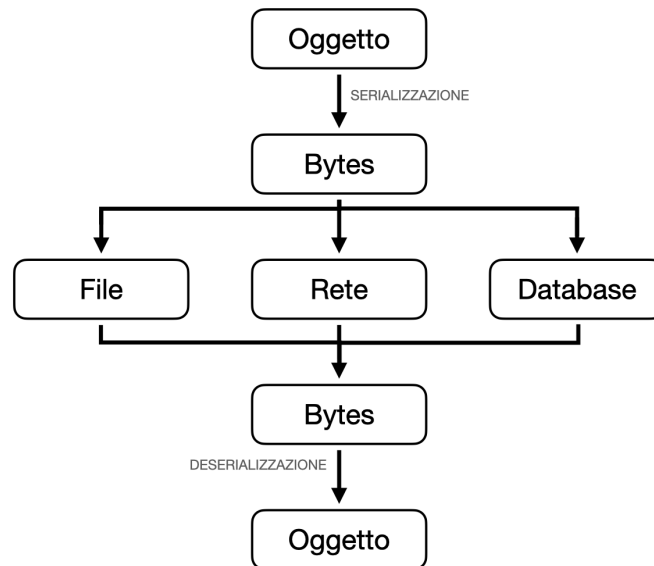 Oggetto
SERIALIZZAZIONE
Bytes
File
Rete
Database
Bytes
DESERIALIZZAZIONE
Oggetto